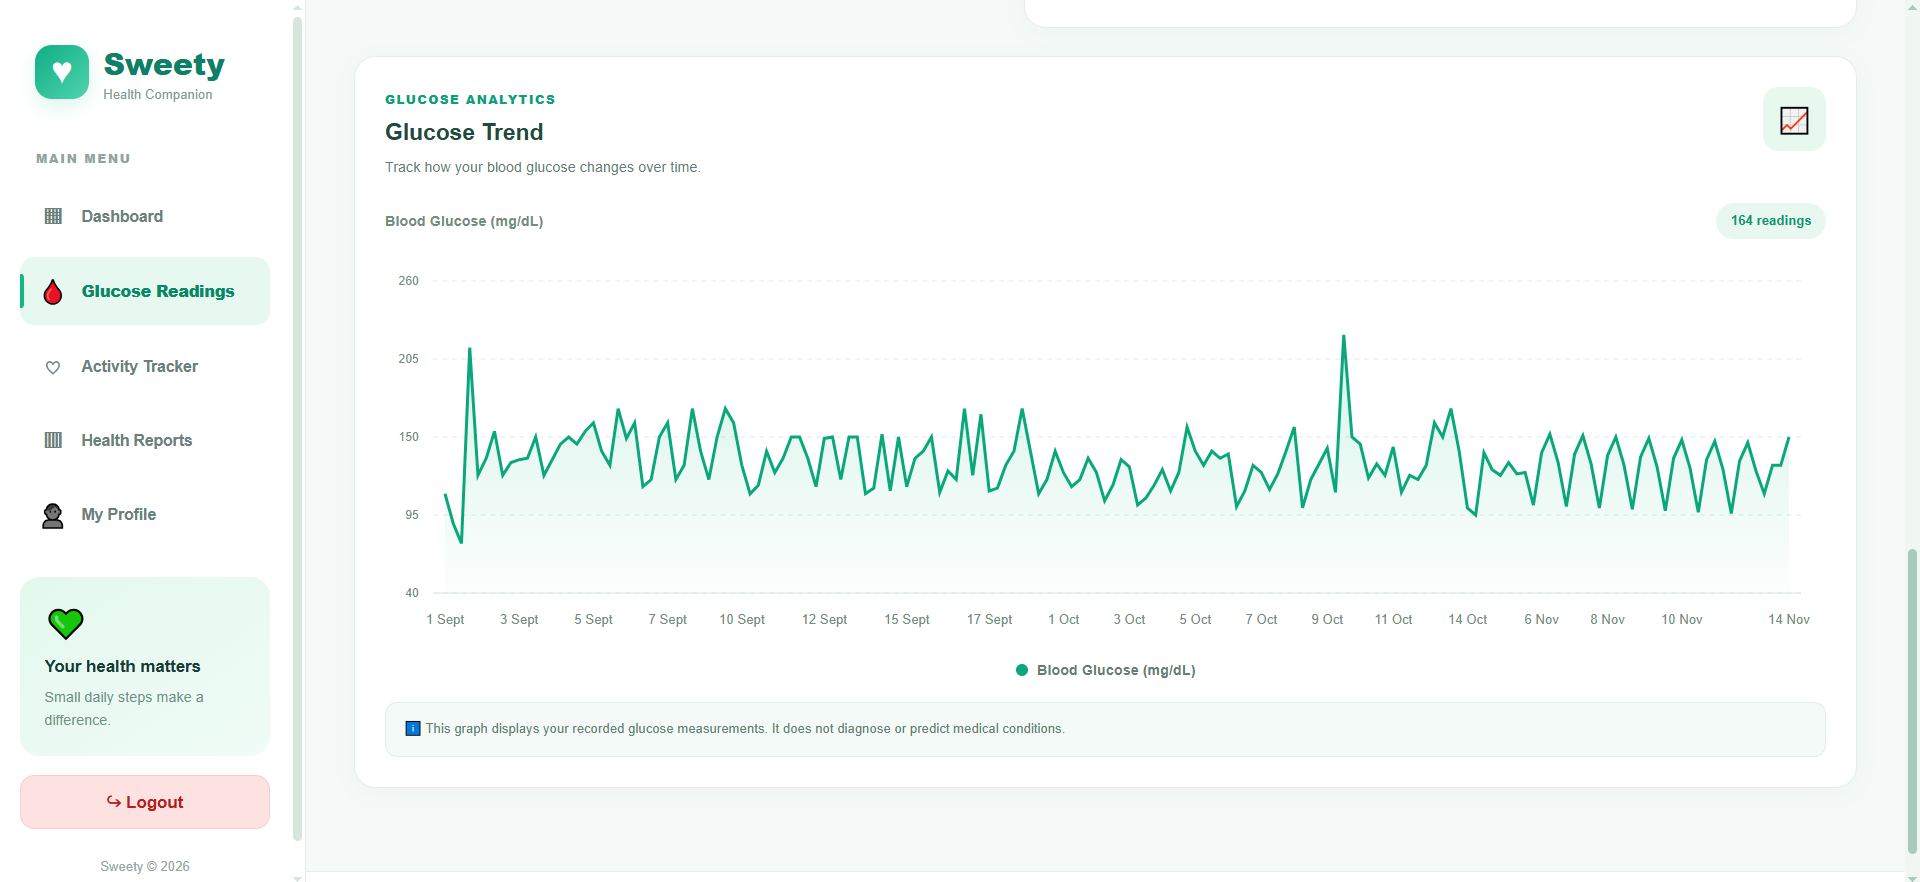 Sweety
Health Companion
MAIN MENU
Dashboard
Glucose Readings
Activity Tracker
Health Reports
My Profile
Your health matters
Small daily steps make a
difference.
Logout
Sweety © 2026
GLUCOSE ANALYTICS
Glucose Trend
Track how your blood glucose changes over time.
Blood Glucose (mg/dL)
164 readings
260
205
150
95
40
1 Sept 3 Sept 5 Sept 7 Sept 10 Sept 12 Sept 15 Sept 17 Sept 1 Oct 3 Oct 5 Oct 7 Oct 9 Oct 11 Oct 14 Oct 6 Nov 8 Nov 10 Nov 14 Nov
Blood Glucose (mg/dL)
This graph displays your recorded glucose measurements. It does not diagnose or predict medical conditions.